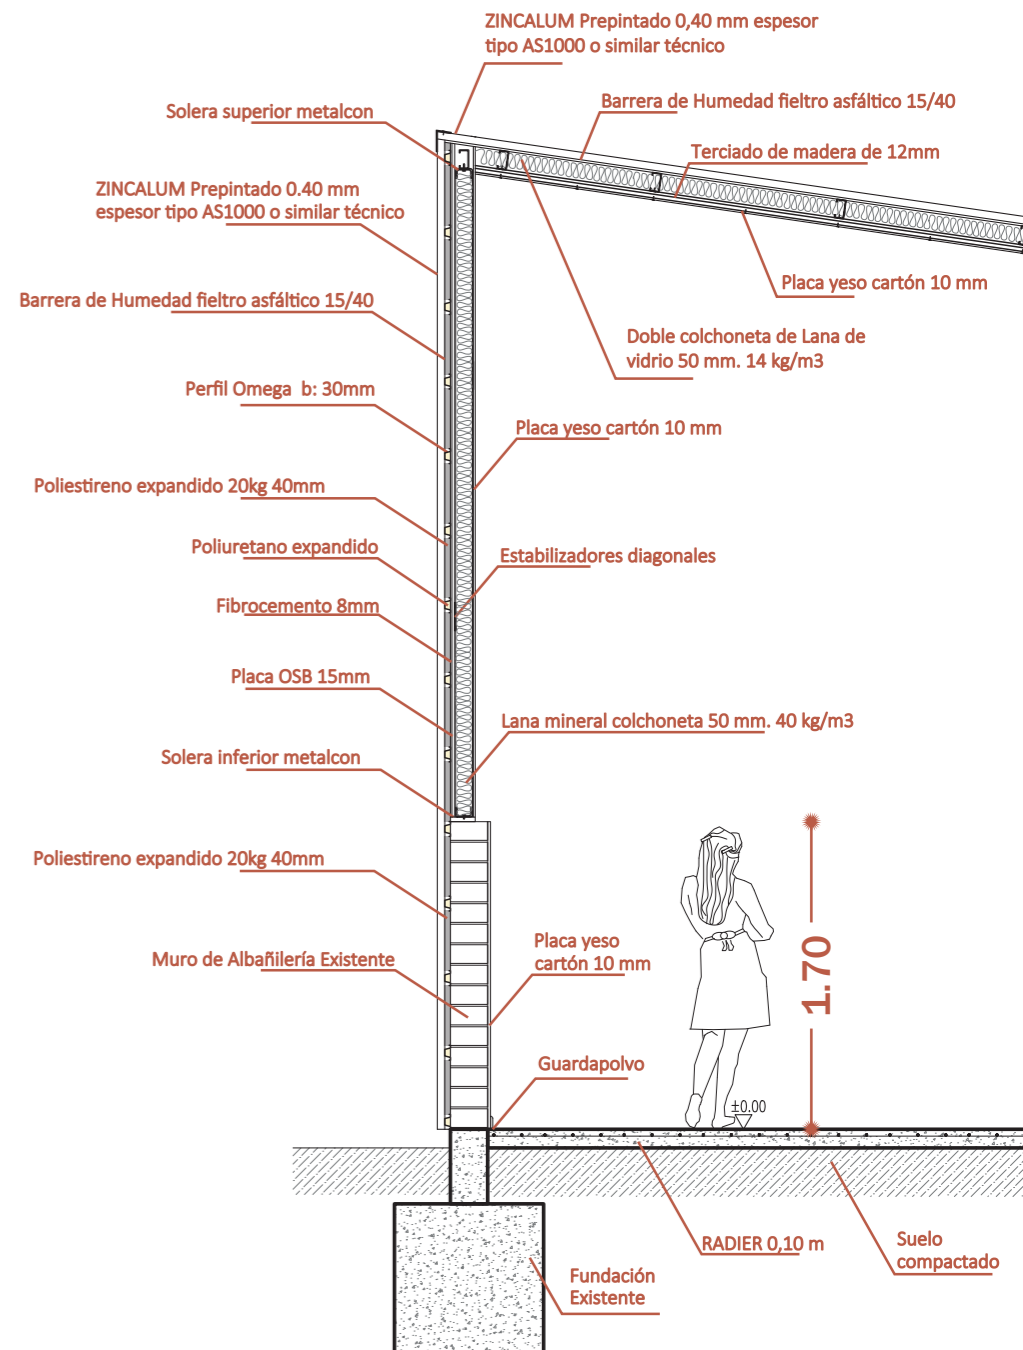 ZINCALUM Prepintado 0,40 mm espesor
tipo AS1000 o similar técnico
Solera superior metalcon
Barrera de Humedad fieltro asfáltico 15/40
Terciado de madera de 12mm
ZINCALUM Prepintado 0.40 mm
espesor tipo AS1000 o similar técnico
Placa yeso cartón 10 mm
Barrera de Humedad fieltro asfáltico 15/40
Doble colchoneta de Lana de
vidrio 50 mm. 14 kg/m3
Perfil Omega b: 30mm
Placa yeso cartón 10 mm
Poliestireno expandido 20kg 40mm
Poliuretano expandido
Estabilizadores diagonales
Fibrocemento 8mm
Placa OSB 15mm
Lana mineral colchoneta 50 mm. 40 kg/m3
Solera inferior metalcon
Poliestireno expandido 20kg 40mm
Placa yeso
cartón 10 mm
Muro de Albañilería Existente
1.70
Guardapolvo
±0.00
RADIER 0,10 m
Suelo
compactado
Fundación
Existente